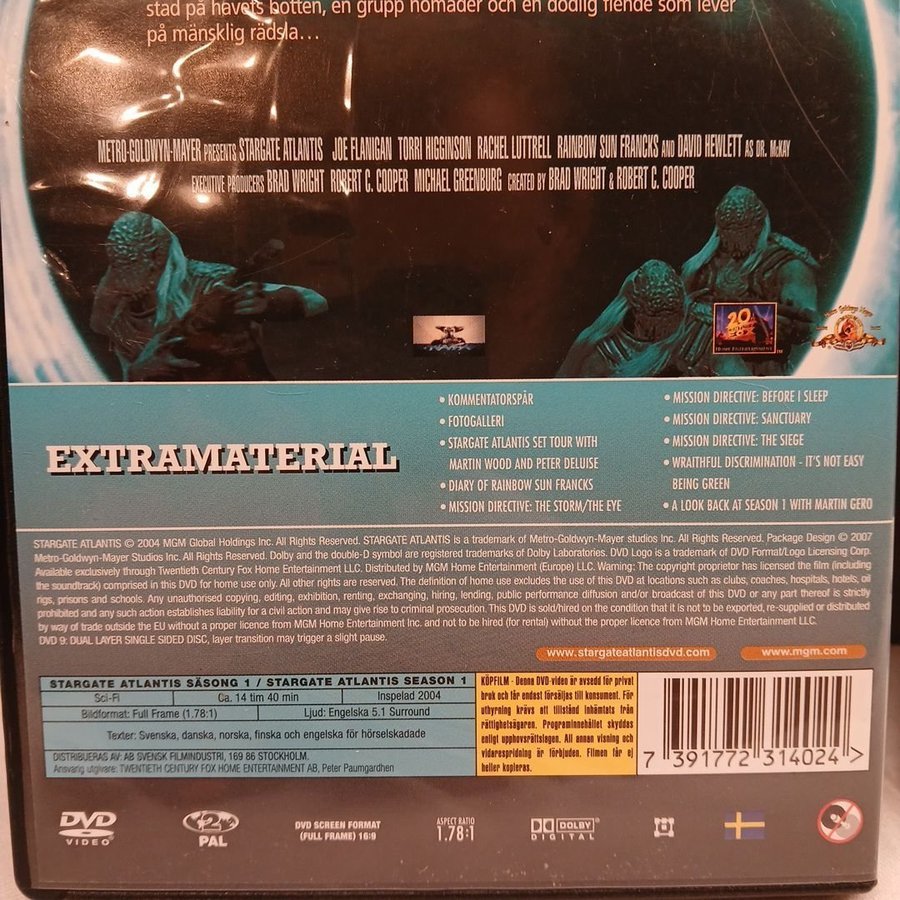 stad på havets botten, en grupp nomader och en dödlig fiende som lever
på mänsklig rädsla...
METRO-GOLDWYN-MAYER PRESENTS STARGATE ATLANTIS JOE FLANIGAN TORRI HIGGINSON RACHEL LUTTRELL RAINBOW SUN FRANCKS AND DAVID HEWLETT AS DR. McKAY
EXECUTIVE PRODUCERS BRAD WRIGHT ROBERT C. COOPER MICHAEL GREENBURG CREATED BY BRAD WRIGHT & ROBERT C. COOPER
20
FOX
HOME ENTERTAINMENT
EXTRAMATERIAL
• KOMMENTATORSPÅR
• FOTOGALLERI
• STARGATE ATLANTIS SET TOUR WITH
MARTIN WOOD AND PETER DELUISE
• DIARY OF RAINBOW SUN FRANCKS
• MISSION DIRECTIVE: THE STORM/THE EYE
• MISSION DIRECTIVE: BEFORE I SLEEP
• MISSION DIRECTIVE: SANCTUARY
• MISSION DIRECTIVE: THE SIEGE
• WRAITHFUL DISCRIMINATION - IT'S NOT EASY
BEING GREEN
• A LOOK BACK AT SEASON 1 WITH MARTIN GERO
STARGATE ATLANTIS © 2004 MGM Global Holdings Inc. All Rights Reserved. STARGATE ATLANTIS is a trademark of Metro-Goldwyn-Mayer studios Inc. All Rights Reserved. Package Design © 2007
Metro-Goldwyn-Mayer Studios Inc. All Rights Reserved. Dolby and the double-D symbol are registered trademarks of Dolby Laboratories. DVD Logo is a trademark of DVD Format/Logo Licensing Corp.
Available exclusively through Twentieth Century Fox Home Entertainment LLC. Distributed by MGM Home Entertainment (Europe) LLC. Warning: The copyright proprietor has licensed the film (including
the soundtrack) comprised in this DVD for home use only. All other rights are reserved. The definition of home use excludes the use of this DVD at locations such as clubs, coaches, hospitals, hotels, oil
rigs, prisons and schools. Any unauthorised copying, editing, exhibition, renting, exchanging, hiring, lending, public performance diffusion and/or broadcast of this DVD or any part thereof is strictly
prohibited and any such action establishes liability for a civil action and may give rise to criminal prosecution. This DVD is sold/hired on the condition that it is not to be exported, re-supplied or distributed
by way of trade outside the EU without a proper licence from MGM Home Entertainment Inc. and not to be hired (for rental) without the proper licence from MGM Home Entertainment LLC.
DVD 9: DUAL LAYER SINGLE SIDED DISC, layer transition may trigger a slight pause.
www.stargateatlantisdvd.com www.mgm.com
STARGATE ATLANTIS SÄSONG 1 / STARGATE ATLANTIS SEASON 1
Sci-Fi Ca. 14 tim 40 min Inspelad 2004
Bildformat: Full Frame (1.78:1) Ljud: Engelska 5.1 Surround
Texter: Svenska, danska, norska, finska och engelska för hörselskadade
DISTRIBUERAS AV AB SVENSK FILMINDUSTRI, 169 86 STOCKHOLM.
Ansvarig utgivare: TWENTIETH CENTURY FOX HOME ENTERTAINMENT AB, Peter Paumgardhen
KÖPFILM - Denna DVD-video är avsedd för privat
bruk och får endast försäljas till konsument. För
uthyrning krävs att tillstånd inhämtats från
rättighetsägaren. Programinnehållet skyddas
enligt upphovsrättslagen. All annan visning och
vidarespridning är förbjuden. Filmen får ej
heller kopieras.
7 391772 314024 >
DVD
VIDEO
2
PAL
DVD SCREEN FORMAT
(FULL FRAME) 16:9
ASPECT RATIO
1.78:1
DOLBY
DIGITAL